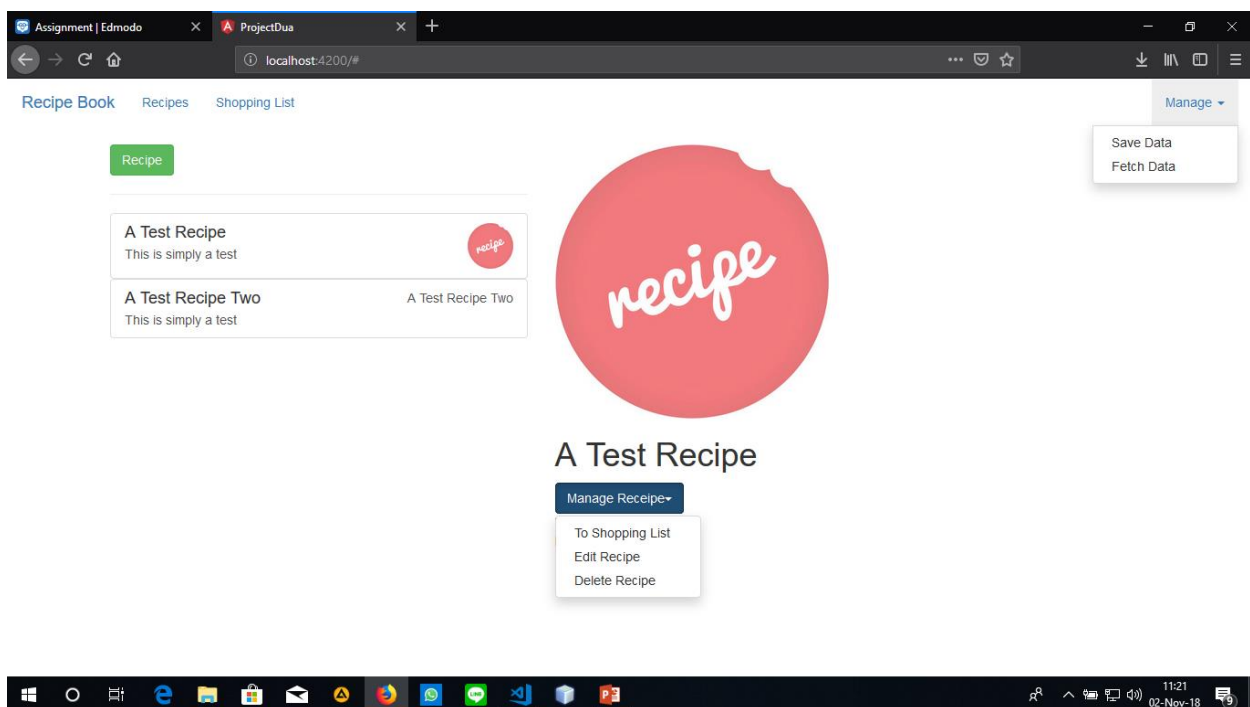 Assignment | Edmodo
ProjectDua
localhost:4200/#
Recipe Book Recipes Shopping List Manage
Save Data
Fetch Data
Recipe
A Test Recipe
This is simply a test
recipe
A Test Recipe Two
This is simply a test
A Test Recipe Two
recipe
A Test Recipe
Manage Receipe
To Shopping List
Edit Recipe
Delete Recipe
11:21
02-Nov-18
9